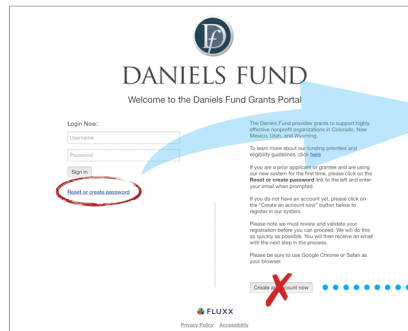 Df
DANIELS FUND
Welcome to the Daniels Fund Grants Portal
Login Now:
Username
Password
Sign in
Reset or create password
The Daniels Fund provides grants to support highly
effective nonprofit organizations in Colorado, New
Mexico, Utah, and Wyoming.
To learn more about our funding priorities and
eligibility guidelines, click here
If you are a prior applicant or grantee and are using
our new system for the first time, please click on the
Reset or create password link to the left and enter
your email when prompted.
If you do not have an account yet, please click on
the "Create an account now" button below to
register in our system.
Please note we must review and validate your
registration before you can proceed. We will do this
as quickly as possible. You will then receive an email
with the next step in the process.
Please be sure to use Google Chrome or Safari as
your browser.
Create an account now
FLUXX
Privacy Policy Accessibility